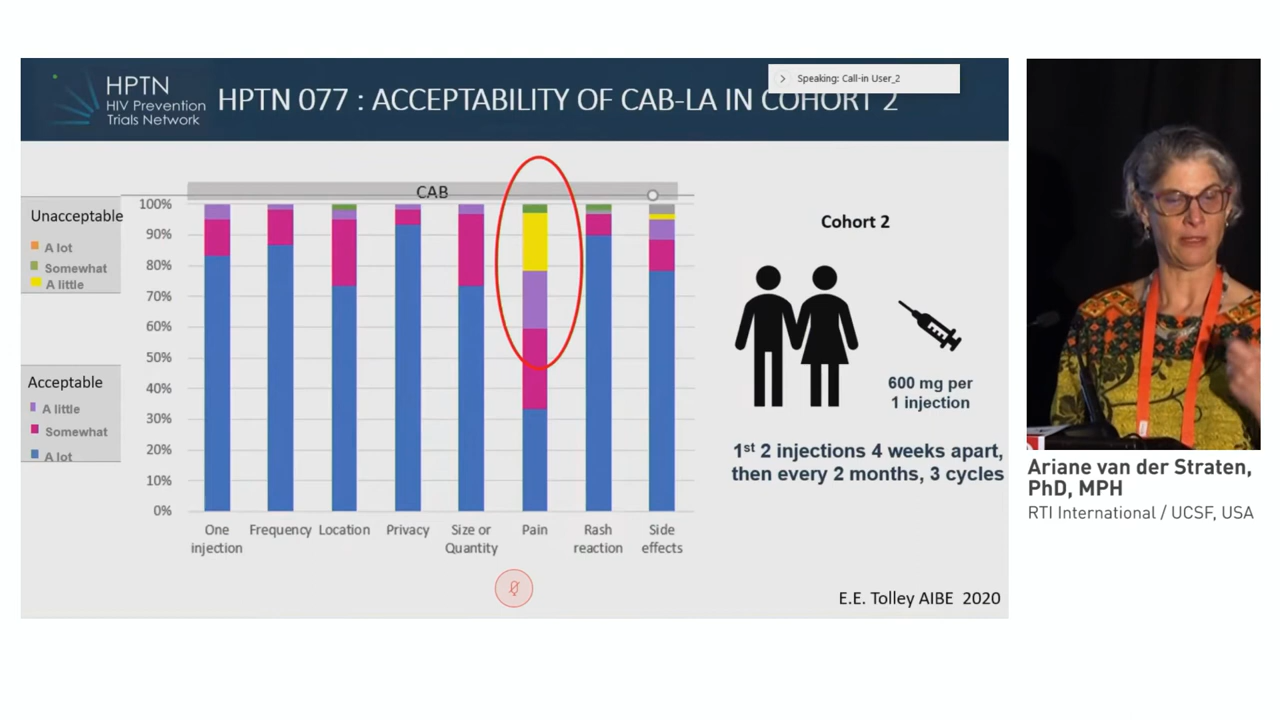 HPTN
HIV Prevention
Trials Network
HPTN 077 : ACCEPTABILITY OF CAB-LA IN COHORT 2
Speaking: Call-in User_2
CAB
Unacceptable
A lot
Somewhat
A little
Acceptable
A little
Somewhat
A lot
100%
90%
80%
70%
60%
50%
40%
30%
20%
10%
0%
One
injection
Frequency
Location
Privacy
Size or
Quantity
Pain
Rash
reaction
Side
effects
Cohort 2
600 mg per
1 injection
1st 2 injections 4 weeks apart,
then every 2 months, 3 cycles
E.E. Tolley AIBE 2020
Ariane van der Straten,
PhD, MPH
RTI International / UCSF, USA